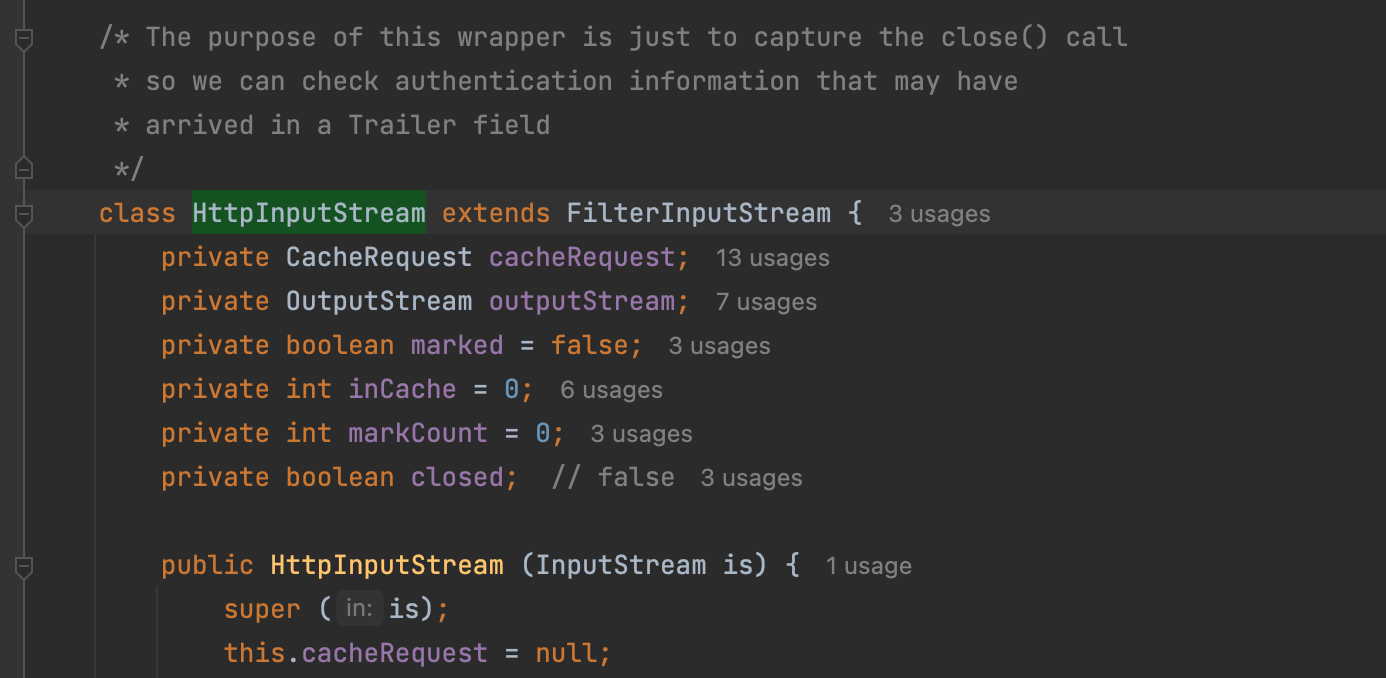 /* The purpose of this wrapper is just to capture the close() call
* so we can check authentication information that may have
* arrived in a Trailer field
*/
class HttpInputStream extends FilterInputStream { 3 usages
private CacheRequest cacheRequest; 13 usages
private OutputStream outputStream; 7 usages
private boolean marked = false; 3 usages
private int inCache = 0; 6 usages
private int markCount = 0; 3 usages
private boolean closed; // false 3 usages
public HttpInputStream (InputStream is) { 1 usage
super ( in: is);
this.cacheRequest = null;